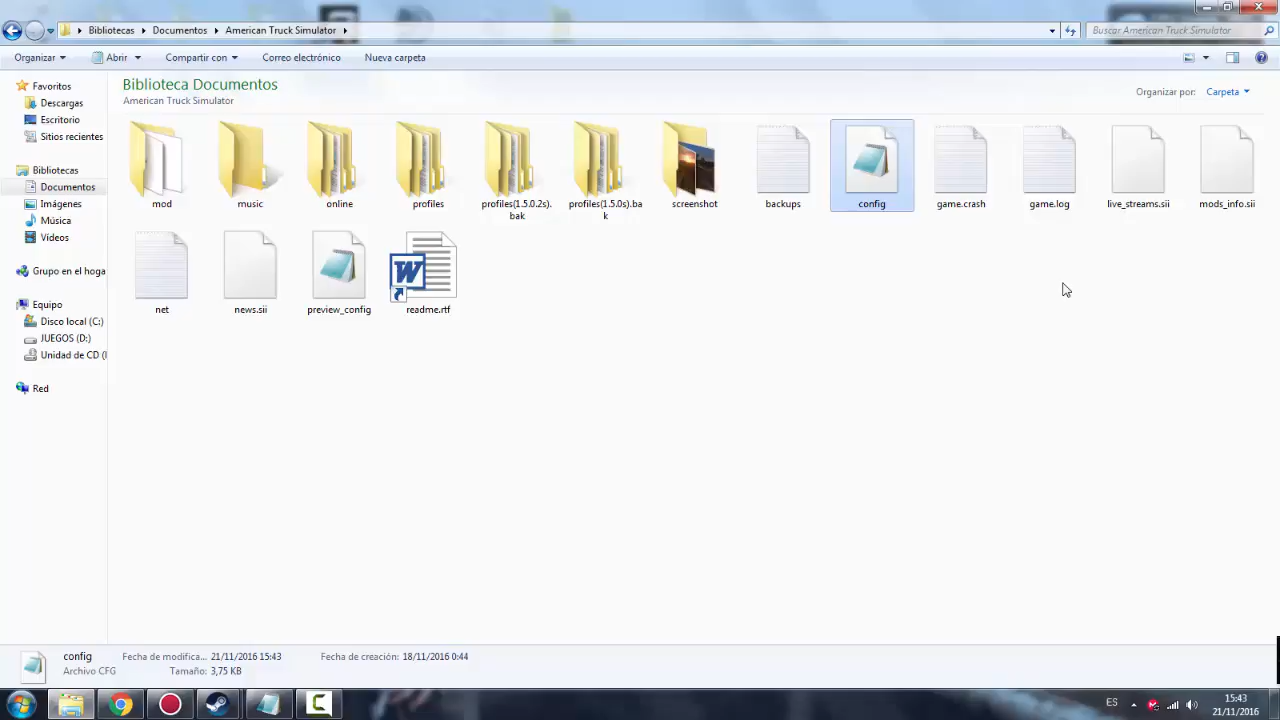 Bibliotecas
Documentos
American Truck Simulator
Buscar American Truck Simulator
Organizar
Abrir
Compartir con
Correo electrónico
Nueva carpeta
Favoritos
Descargas
Escritorio
Sitios recientes
Bibliotecas
Documentos
Imágenes
Música
Vídeos
Grupo en el hoga
Equipo
Disco local (C:)
JUEGOS (D:)
Unidad de CD (I
Red
Biblioteca Documentos
American Truck Simulator
Organizar por:
Carpeta
mod
music
online
profiles
profiles(1.5.0.2s).
bak
profiles(1.5.0s).ba
k
screenshot
backups
config
game.crash
game.log
live_streams.sii
mods_info.sii
net
news.sii
preview_config
readme.rtf
config
Fecha de modifica... 21/11/2016 15:43
Fecha de creación: 18/11/2016 0:44
Archivo CFG
Tamaño: 3,75 KB
ES
15:43
21/11/2016